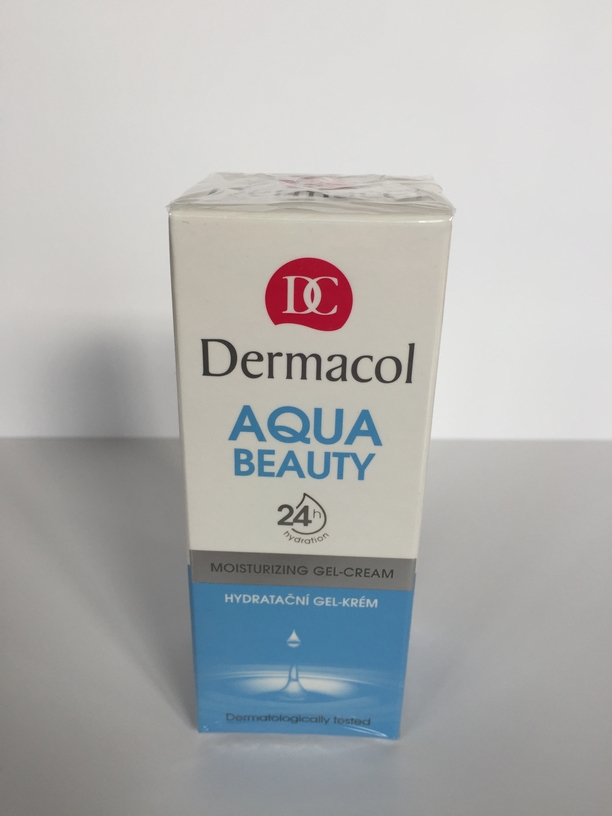 DC
Dermacol
AQUA
BEAUTY
24h
hydration
MOISTURIZING GEL-CREAM
HYDRATAČNÍ GEL-KRÉM
Dermatologically tested